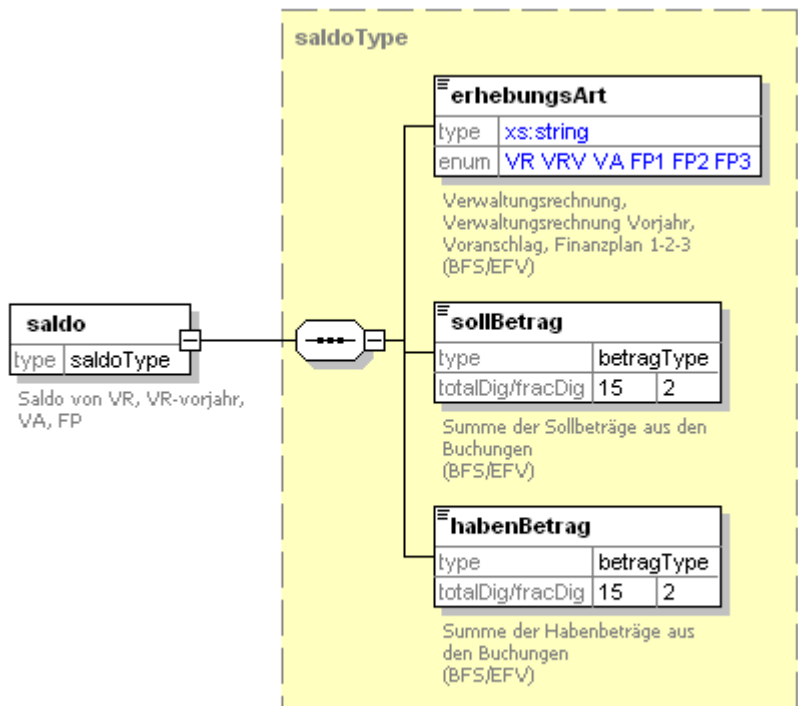 saldoType
erhebungsArt
type xs:string
enum VR VRV VA FP1 FP2 FP3
Verwaltungsrechnung,
Verwaltungsrechnung Vorjahr,
Voranschlag, Finanzplan 1-2-3
(BFS/EFV)
saldo
type saldoType
Saldo von VR, VR-vorjahr,
VA, FP
sollBetrag
type betragType
totalDig/fracDig 15 2
Summe der Sollbeträge aus den
Buchungen
(BFS/EFV)
habenBetrag
type betragType
totalDig/fracDig 15 2
Summe der Habenbeträge aus
den Buchungen
(BFS/EFV)